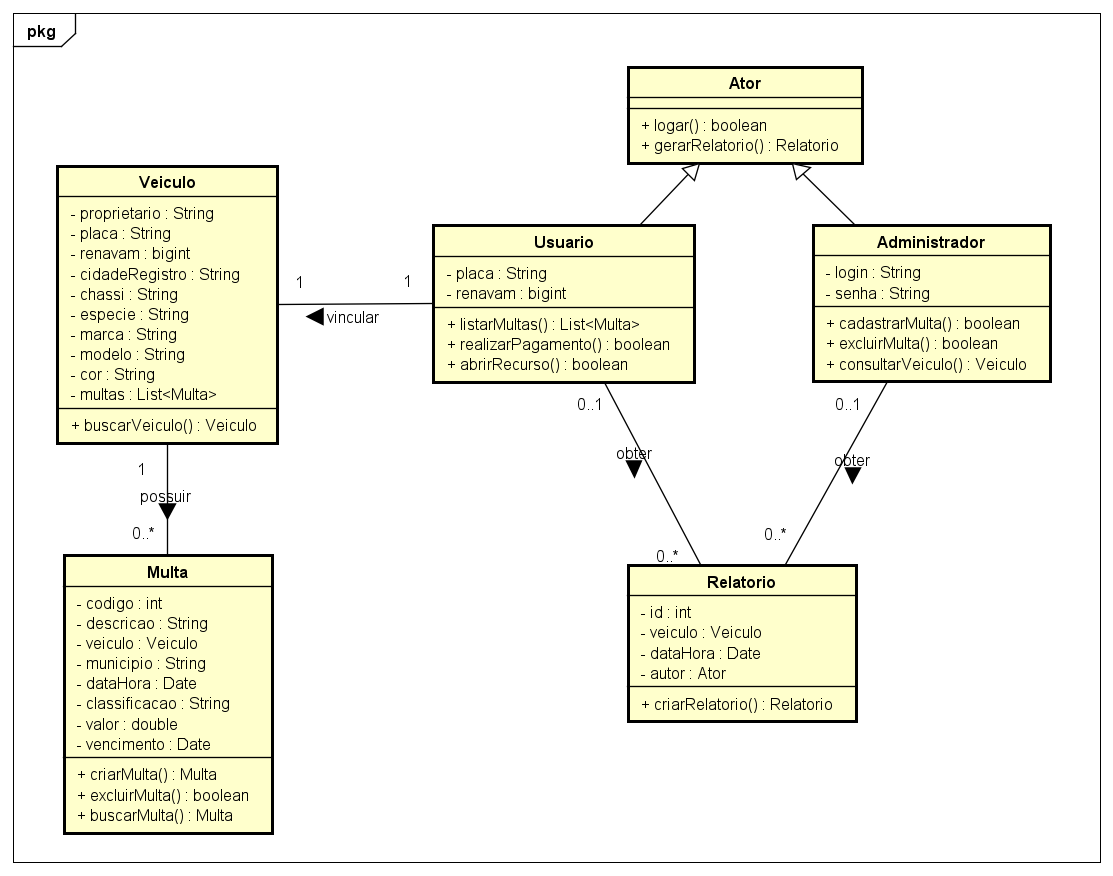 pkg
Ator
+ logar() : boolean
+ gerarRelatorio() : Relatorio
Veiculo
- proprietario : String
- placa : String
- renavam : bigint
- cidadeRegistro : String
- chassi : String
- especie : String
- marca : String
- modelo : String
- cor : String
- multas : List<Multa>
+ buscarVeiculo() : Veiculo
1
1
vincular
Usuario
- placa : String
- renavam : bigint
+ listarMultas() : List<Multa>
+ realizarPagamento() : boolean
+ abrirRecurso() : boolean
Administrador
- login : String
- senha : String
+ cadastrarMulta() : boolean
+ excluirMulta() : boolean
+ consultarVeiculo() : Veiculo
0..1
obter
0..*
0..1
obter
0..*
1
possuir
0..*
Multa
- codigo : int
- descricao : String
- veiculo : Veiculo
- municipio : String
- dataHora : Date
- classificacao : String
- valor : double
- vencimento : Date
+ criarMulta() : Multa
+ excluirMulta() : boolean
+ buscarMulta() : Multa
Relatorio
- id : int
- veiculo : Veiculo
- dataHora : Date
- autor : Ator
+ criarRelatorio() : Relatorio